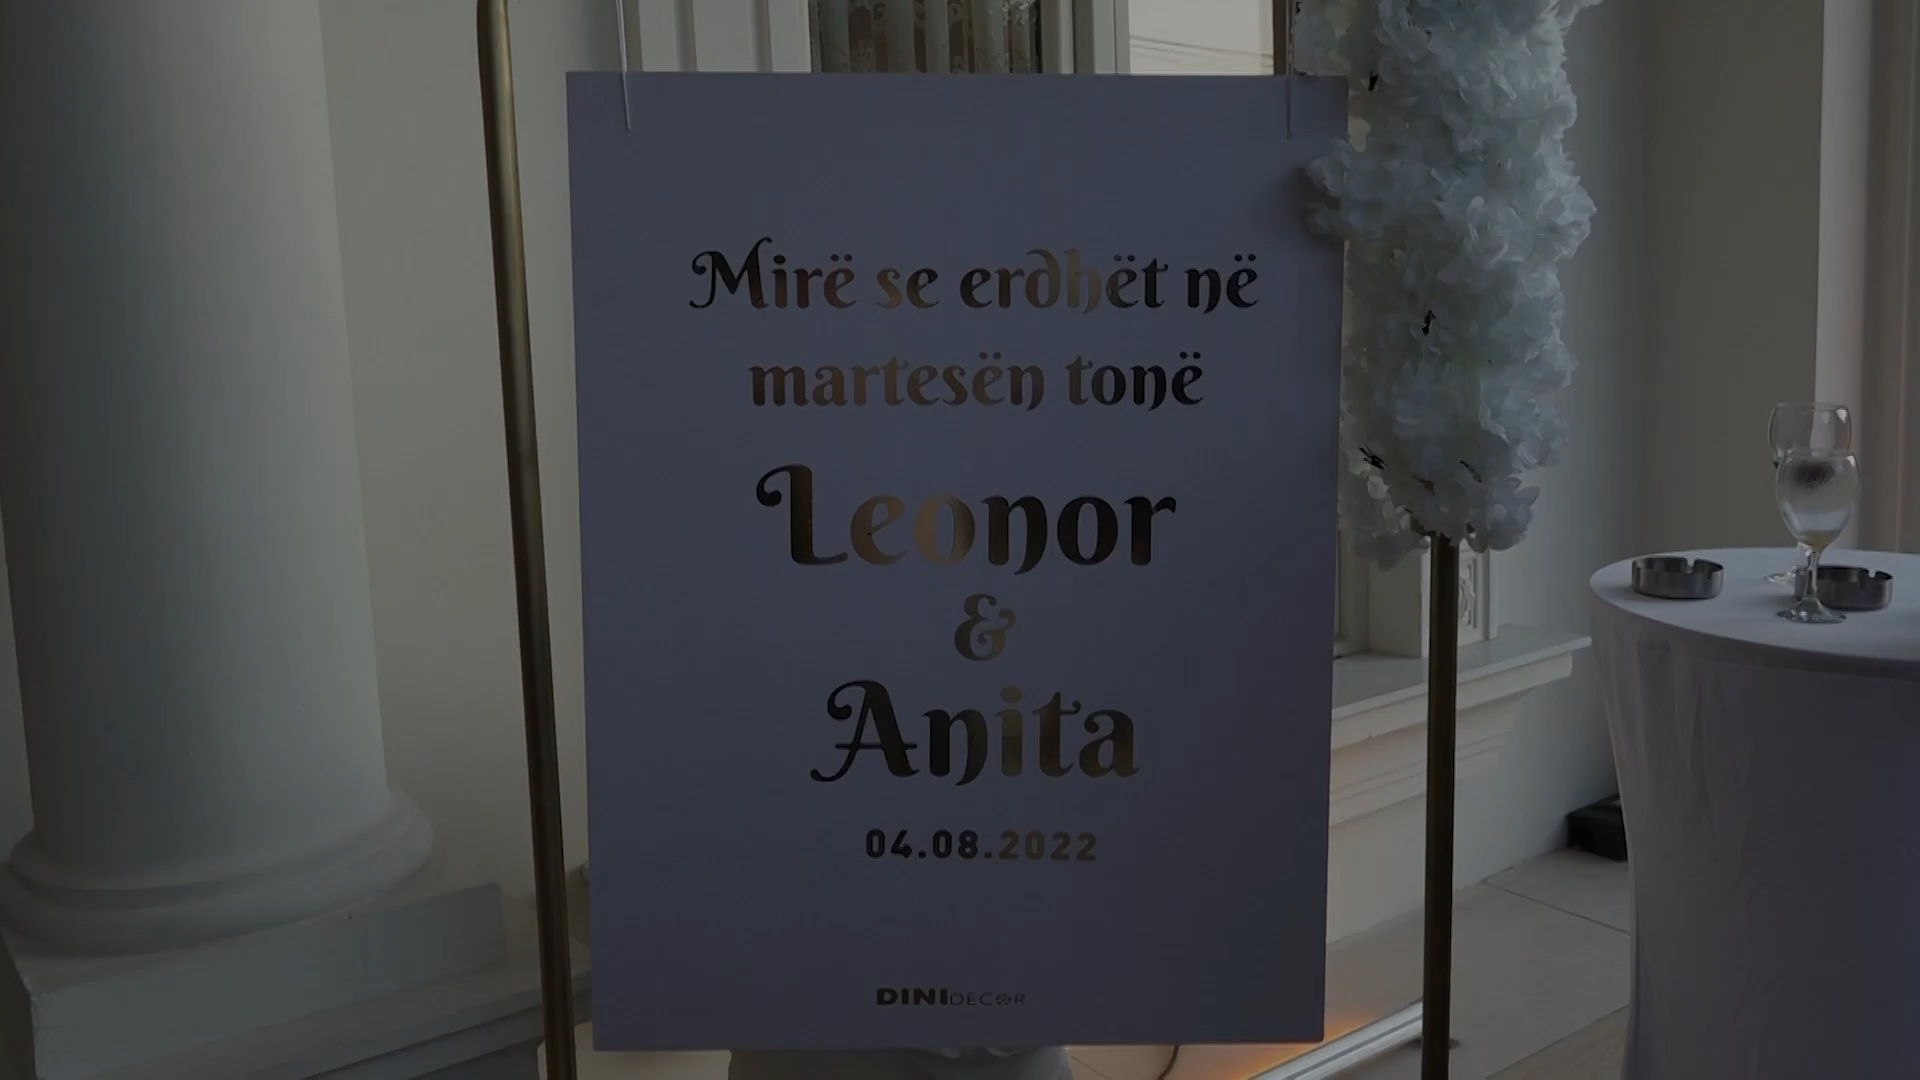 Mirë se erdhët në
martesën tonë
Leonor
&
Anita
04.08.2022
DINIDECOR